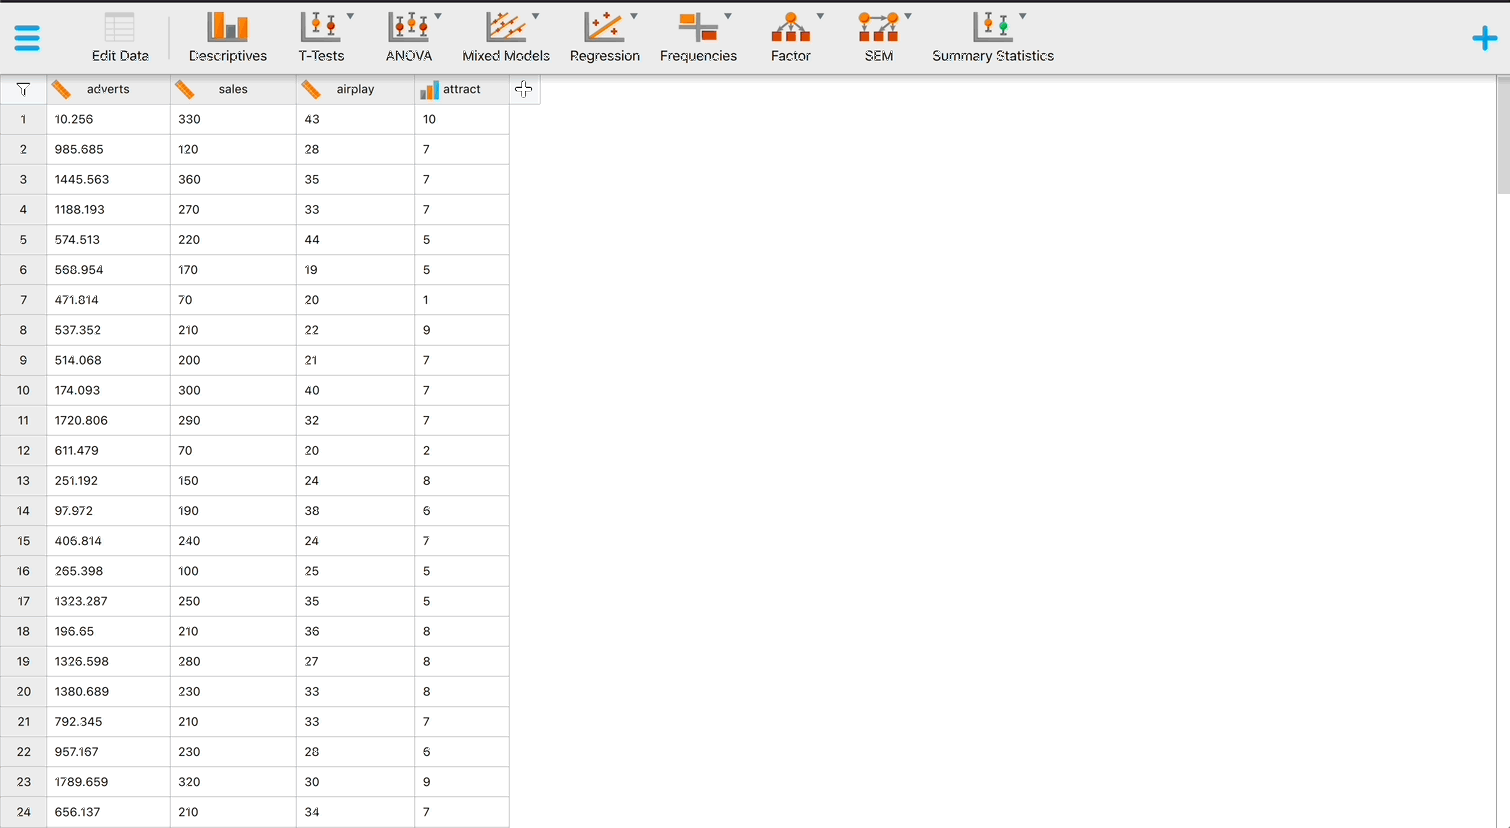 Edit Data Descriptives T-Tests ANOVA Mixed Models Regression Frequencies Factor SEM Summary Statistics
adverts sales airplay attract
1 10.256 330 43 10
2 985.685 120 28 7
3 1445.563 360 35 7
4 1188.193 270 33 7
5 574.513 220 44 5
6 568.954 170 19 5
7 471.814 70 20 1
8 537.352 210 22 9
9 514.068 200 21 7
10 174.093 300 40 7
11 1720.806 290 32 7
12 611.479 70 20 2
13 251.192 150 24 8
14 97.972 190 38 6
15 406.814 240 24 7
16 265.398 100 25 5
17 1323.287 250 35 5
18 196.65 210 36 8
19 1326.598 280 27 8
20 1380.689 230 33 8
21 792.345 210 33 7
22 957.167 230 28 6
23 1789.659 320 30 9
24 656.137 210 34 7